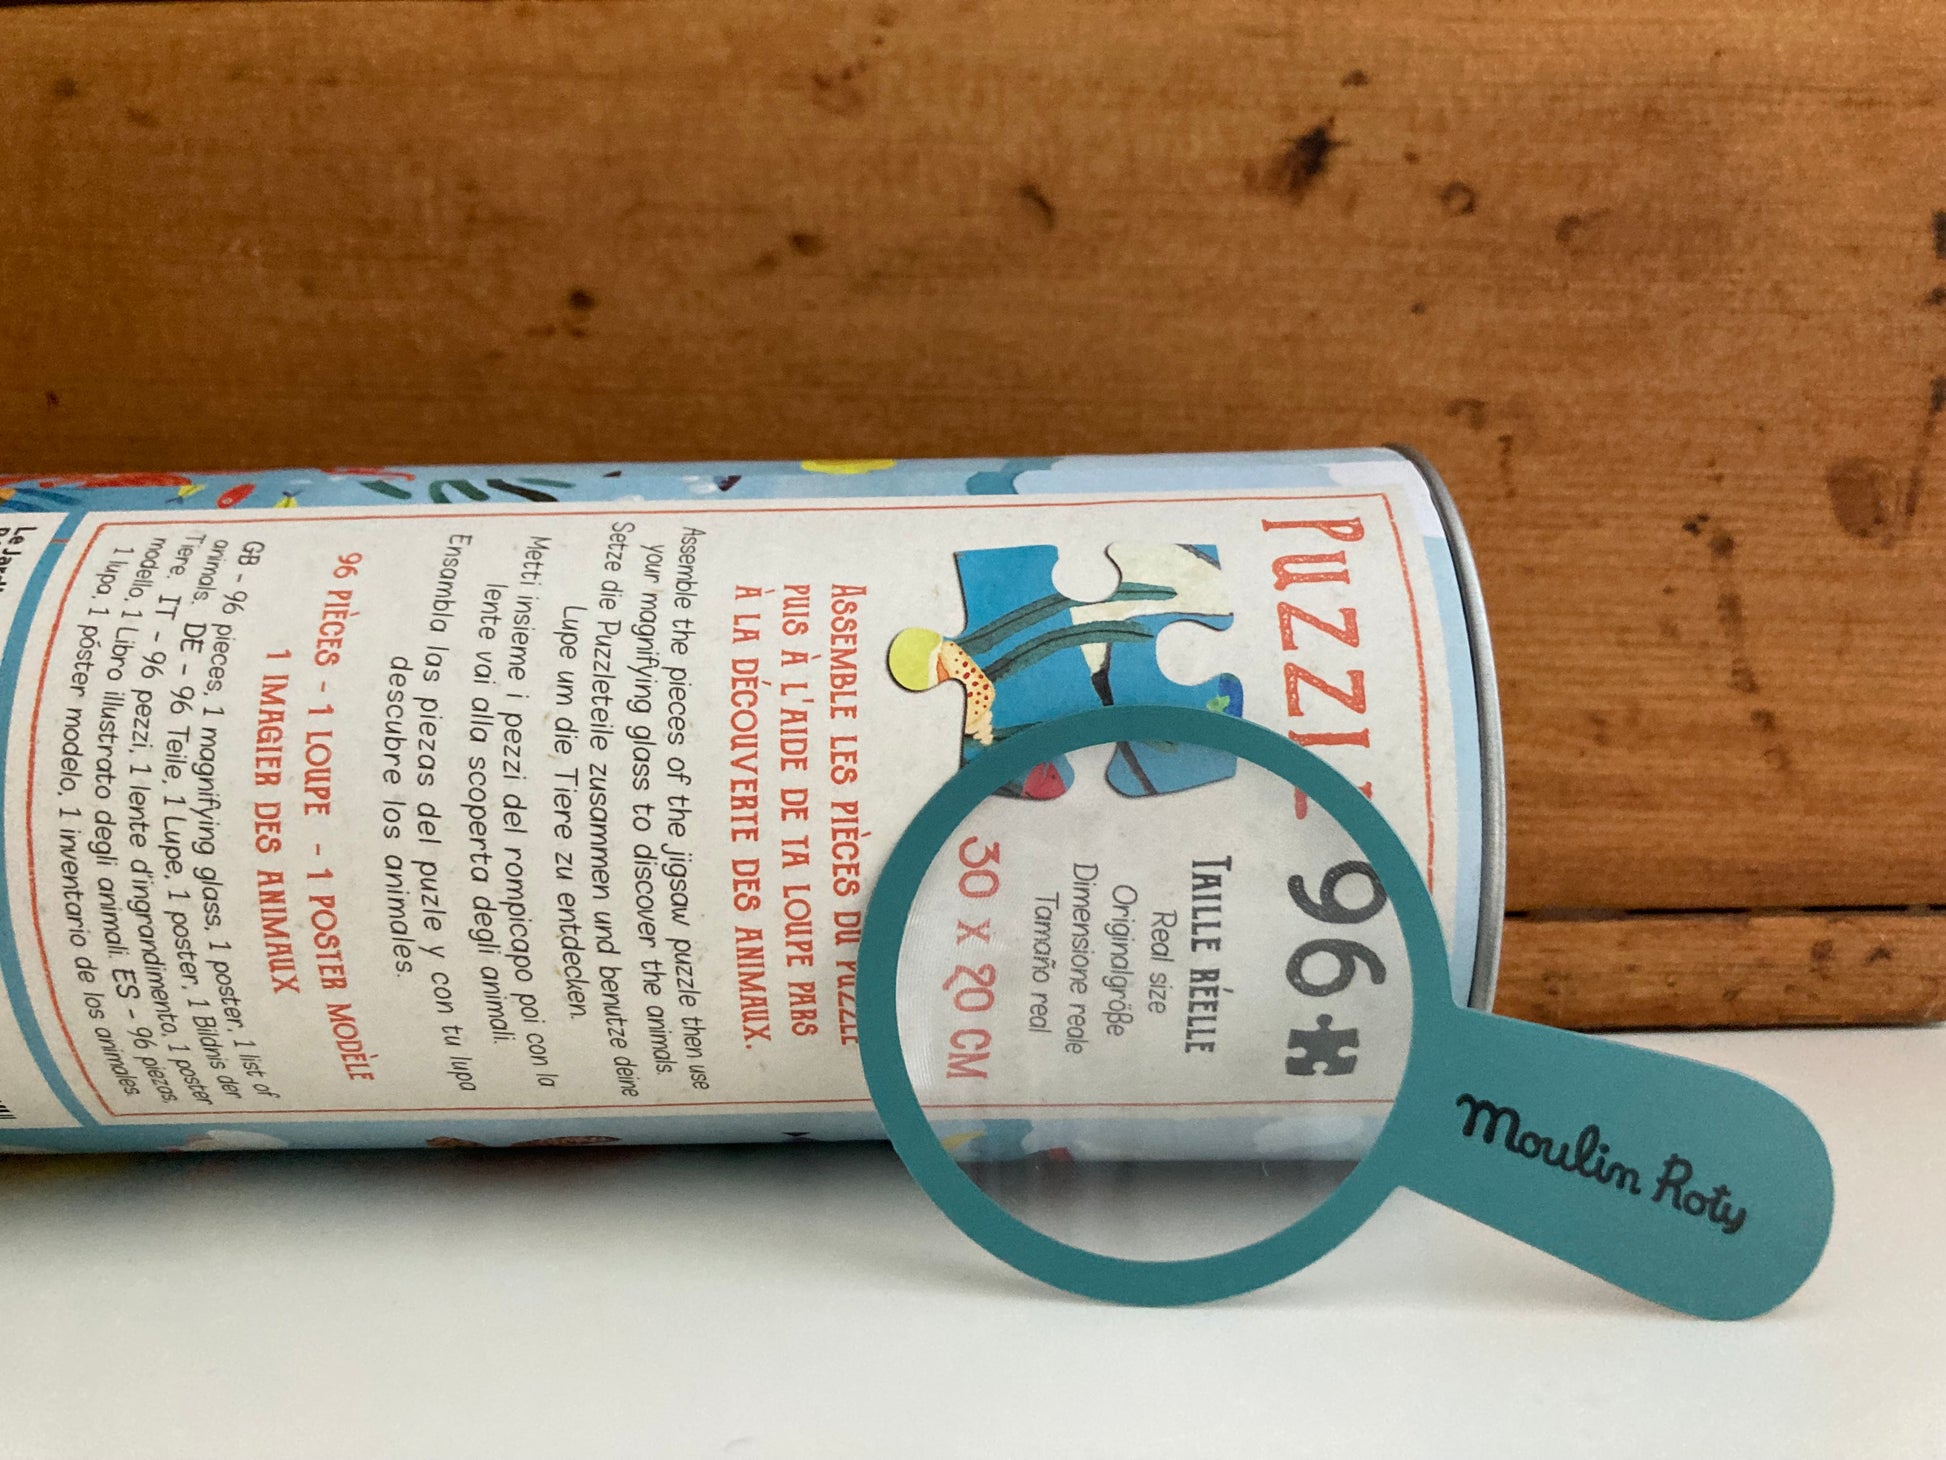 PUZZL
96
TAILLE RÉELLE
Real size
Originalgröße
Dimensione reale
Tamaño real
30 x 20 CM
ASSEMBLE LES PIÈCES DU PUZZLE
PUIS À L'AIDE DE TA LOUPE PARS
À LA DÉCOUVERTE DES ANIMAUX.
Assemble the pieces of the jigsaw puzzle then use
your magnifying glass to discover the animals.
Setze die Puzzleteile zusammen und benutze deine
Lupe um die Tiere zu entdecken.
Metti insieme i pezzi del rompicapo poi con la
lente vai alla scoperta degli animali.
Ensambla las piezas del puzle y con tu lupa
descubre los animales.
96 PIÈCES - 1 LOUPE - 1 POSTER MODÈLE
1 IMAGIER DES ANIMAUX
GB - 96 pieces, 1 magnifying glass, 1 poster, 1 list of
animals. DE - 96 Teile, 1 Lupe, 1 poster, 1 Bildnis der
Tiere. IT - 96 pezzi, 1 lente d'ingrandimento, 1 poster
modello, 1 Libro illustrato degli animali. ES - 96 piezas,
1 lupa, 1 póster modelo, 1 inventario de los animales.
Moulin Roty